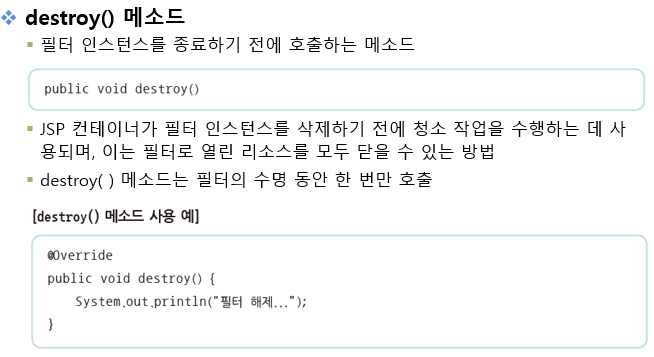 destroy() 메소드
필터 인스턴스를 종료하기 전에 호출하는 메소드
public void destroy()
JSP 컨테이너가 필터 인스턴스를 삭제하기 전에 청소 작업을 수행하는 데 사
용되며, 이는 필터로 열린 리소스를 모두 닫을 수 있는 방법
destroy( ) 메소드는 필터의 수명 동안 한 번만 호출
[destroy() 메소드 사용 예]
@Override
public void destroy() {
    System.out.println("필터 해제...");
}